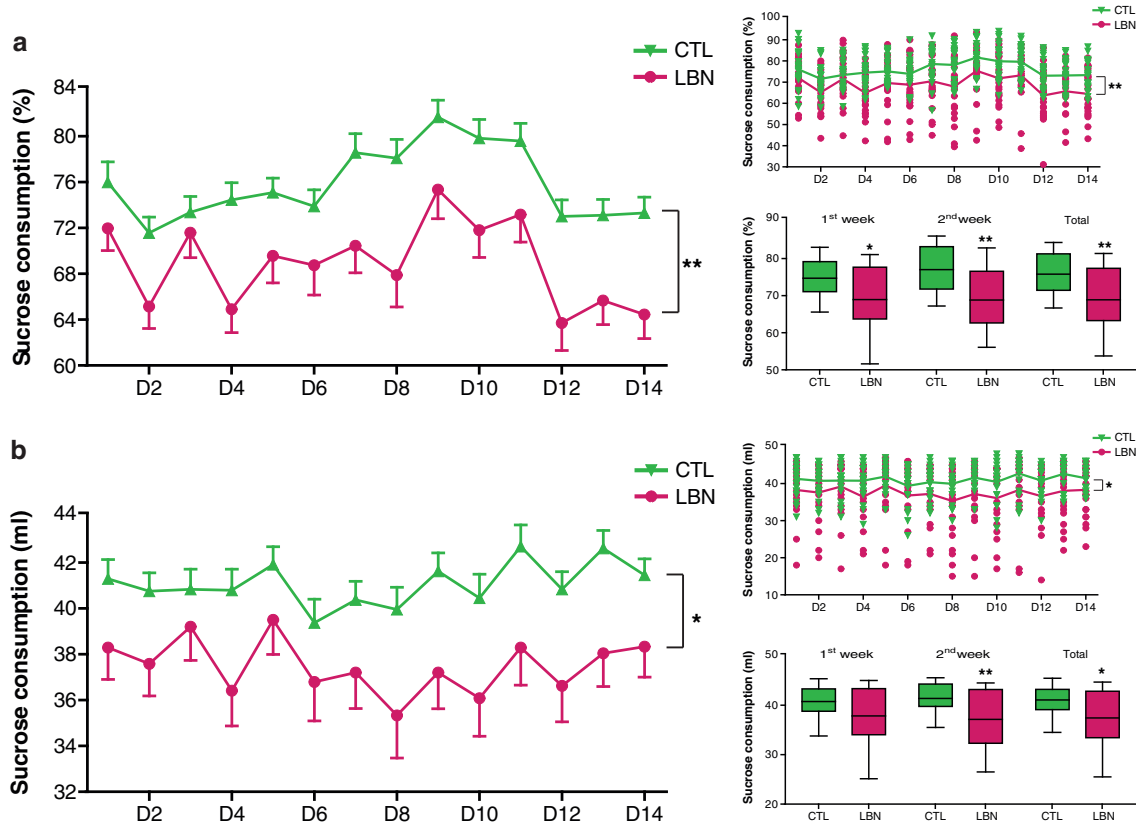 a
CTL
LBN
Sucrose consumption (%)
84
80
76
72
68
64
60
D2 D4 D6 D8 D10 D12 D14
**
CTL
LBN
Sucrose consumption (%)
100
90
80
70
60
50
40
30
D2 D4 D6 D8 D10 D12 D14
**
1st week 2nd week Total
Sucrose consumption (%)
90
80
70
60
50
* ** **
CTL LBN CTL LBN CTL LBN
b
CTL
LBN
Sucrose consumption (ml)
44
42
40
38
36
34
32
D2 D4 D6 D8 D10 D12 D14
*
CTL
LBN
Sucrose consumption (ml)
50
40
30
20
10
D2 D4 D6 D8 D10 D12 D14
*
1st week 2nd week Total
Sucrose consumption (ml)
50
40
30
20
** *
CTL LBN CTL LBN CTL LBN